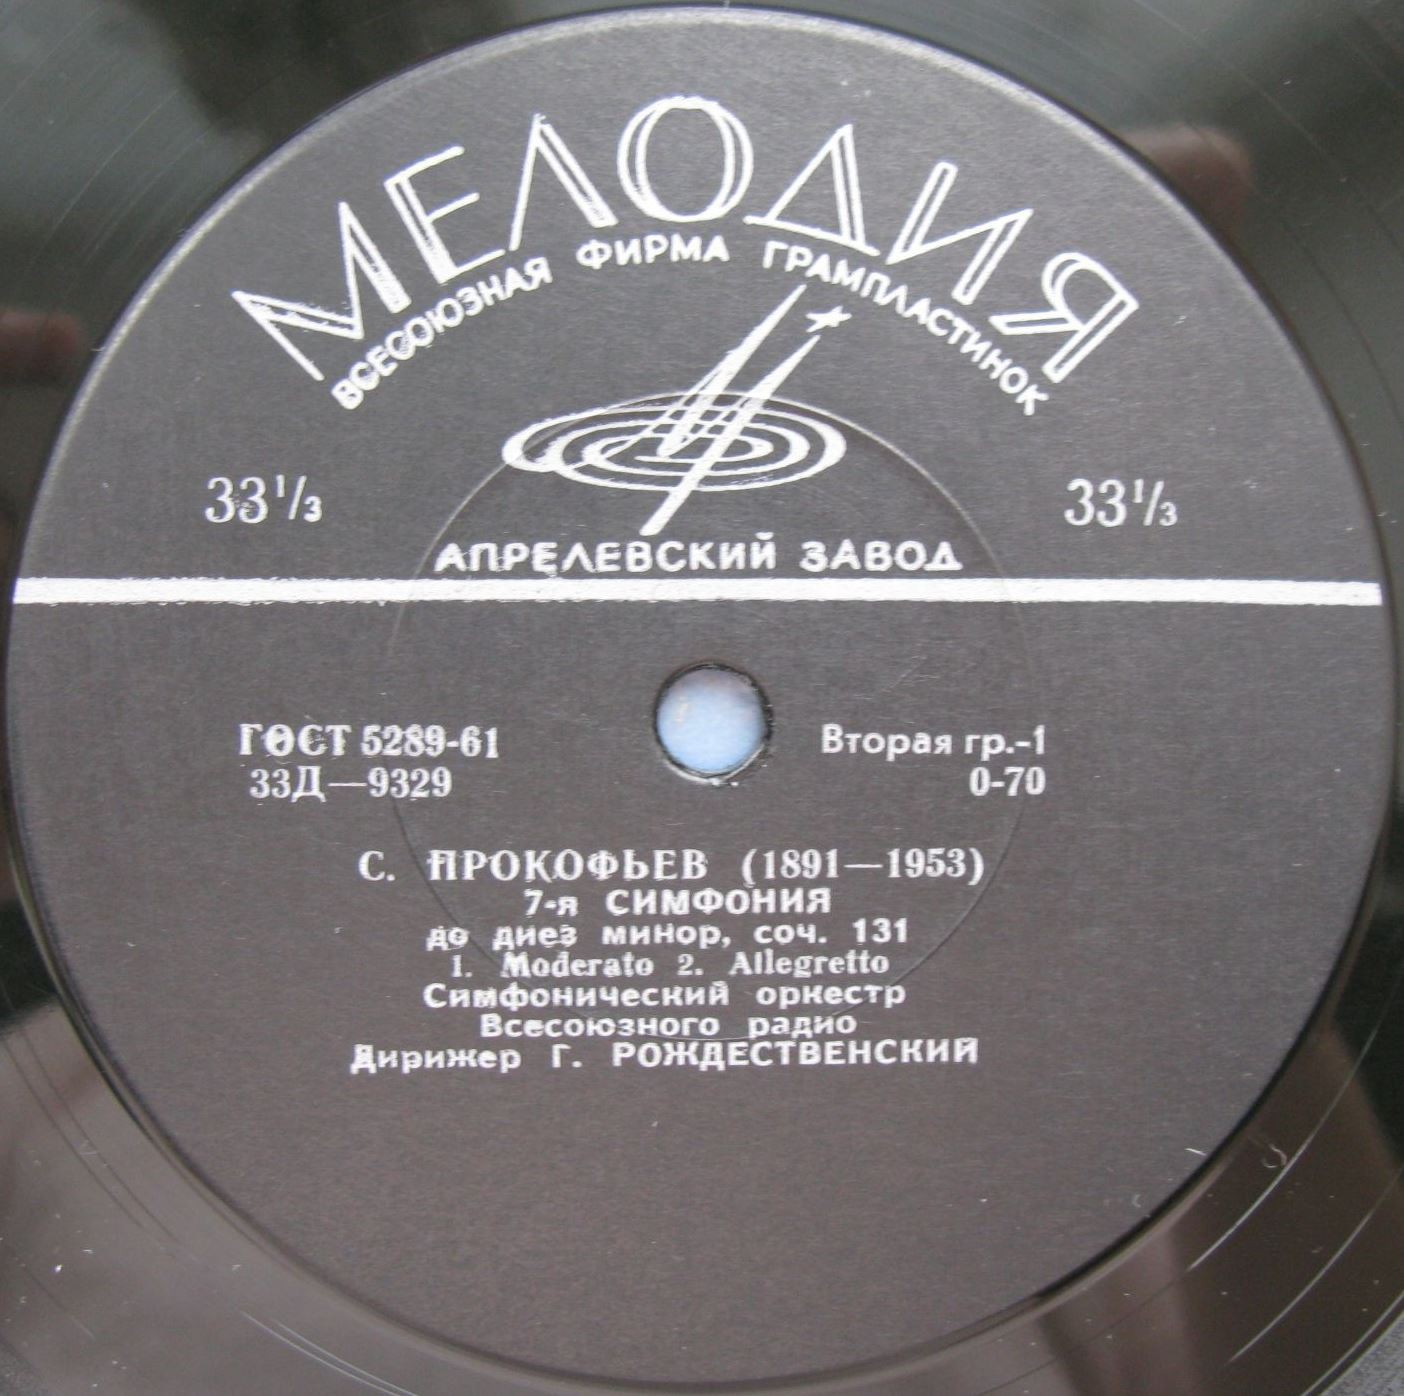 МЕЛОДИЯ
ВСЕСОЮЗНАЯ ФИРМА ГРАМПЛАСТИНОК
33⅓ 33⅓
АПРЕЛЕВСКИЙ ЗАВОД
ГОСТ 5289-61 Вторая гр.-1
33Д—9329 0-70
С. ПРОКОФЬЕВ (1891—1953)
7-я СИМФОНИЯ
до диез минор, соч. 131
1. Moderato 2. Allegretto
Симфонический оркестр
Всесоюзного радио
Дирижер Г. РОЖДЕСТВЕНСКИЙ